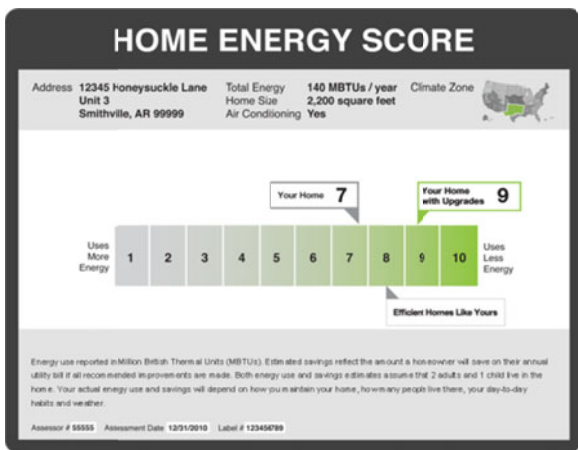 HOME ENERGY SCORE
Address 12345 Honeysuckle Lane
Unit 3
Smithville, AR 99999
Total Energy 140 MBTUs / year
Home Size 2,200 square feet
Air Conditioning Yes
Climate Zone
Your Home 7
Your Home
with Upgrades 9
Uses
More
Energy
1 2 3 4 5 6 7 8 9 10
Uses
Less
Energy
Efficient Homes Like Yours
Energy use reported in Million British Thermal Units (MBTUs). Estimated savings reflect the amount a homeowner will save on their annual
utility bill if all recommended improvements are made. Both energy use and savings estimates assume that 2 adults and 1 child live in the
home. Your actual energy use and savings will depend on how you maintain your home, how many people live there, your day-to-day
habits and weather.
Assessor # 55555 Assessment Date 12/31/2010 Label # 123456789